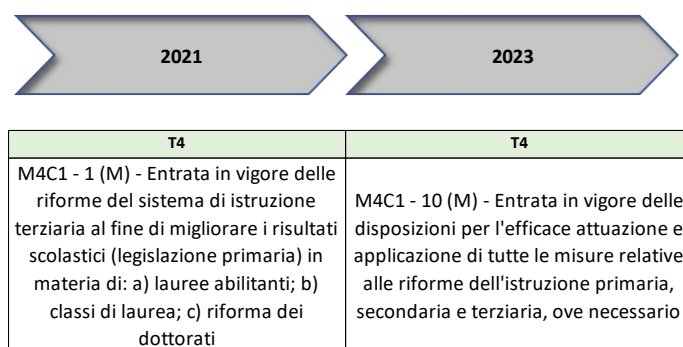 2021
2023
T4
T4
M4C1 - 1 (M) - Entrata in vigore delle
riforme del sistema di istruzione
terziaria al fine di migliorare i risultati
scolastici (legislazione primaria) in
materia di: a) lauree abilitanti; b)
classi di laurea; c) riforma dei
dottorati
M4C1 - 10 (M) - Entrata in vigore delle
disposizioni per l'efficace attuazione e
applicazione di tutte le misure relative
alle riforme dell'istruzione primaria,
secondaria e terziaria, ove necessario